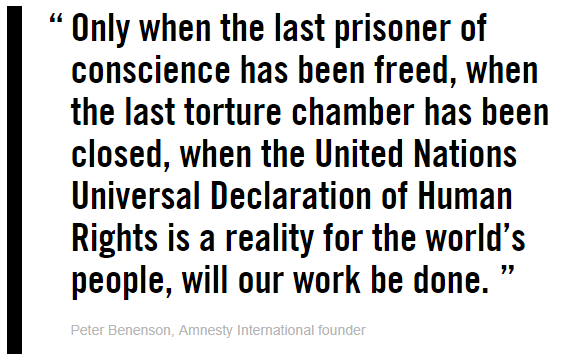 “ Only when the last prisoner of
conscience has been freed, when
the last torture chamber has been
closed, when the United Nations
Universal Declaration of Human
Rights is a reality for the world’s
people, will our work be done. ”
Peter Benenson, Amnesty International founder